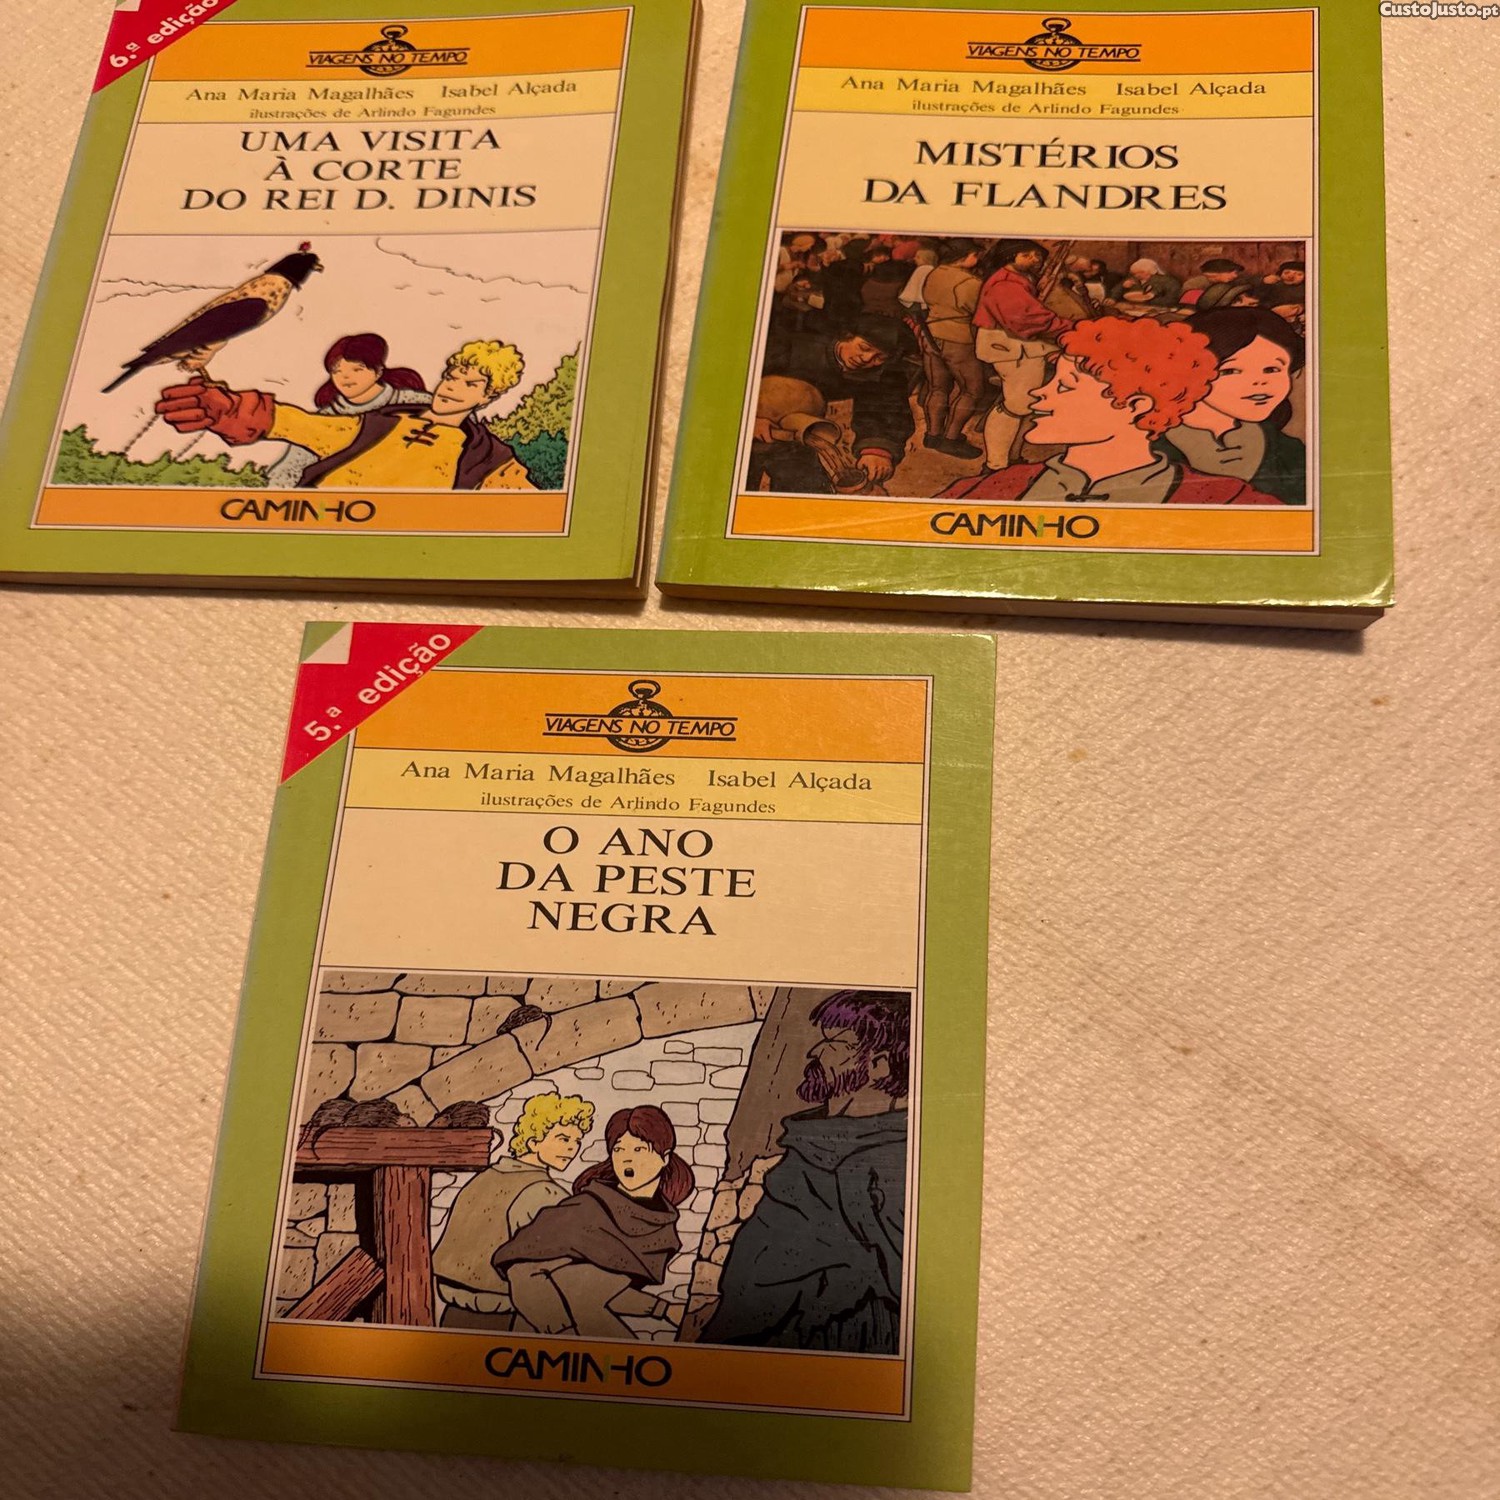 CustoJusto.pt
6.ª edição
VIAGENS NO TEMPO
Ana Maria Magalhães Isabel Alçada
ilustrações de Arlindo Fagundes
UMA VISITA
À CORTE
DO REI D. DINIS
CAMINHO
VIAGENS NO TEMPO
Ana Maria Magalhães Isabel Alçada
ilustrações de Arlindo Fagundes
MISTÉRIOS
DA FLANDRES
CAMINHO
5.ª edição
VIAGENS NO TEMPO
Ana Maria Magalhães Isabel Alçada
ilustrações de Arlindo Fagundes
O ANO
DA PESTE
NEGRA
CAMINHO